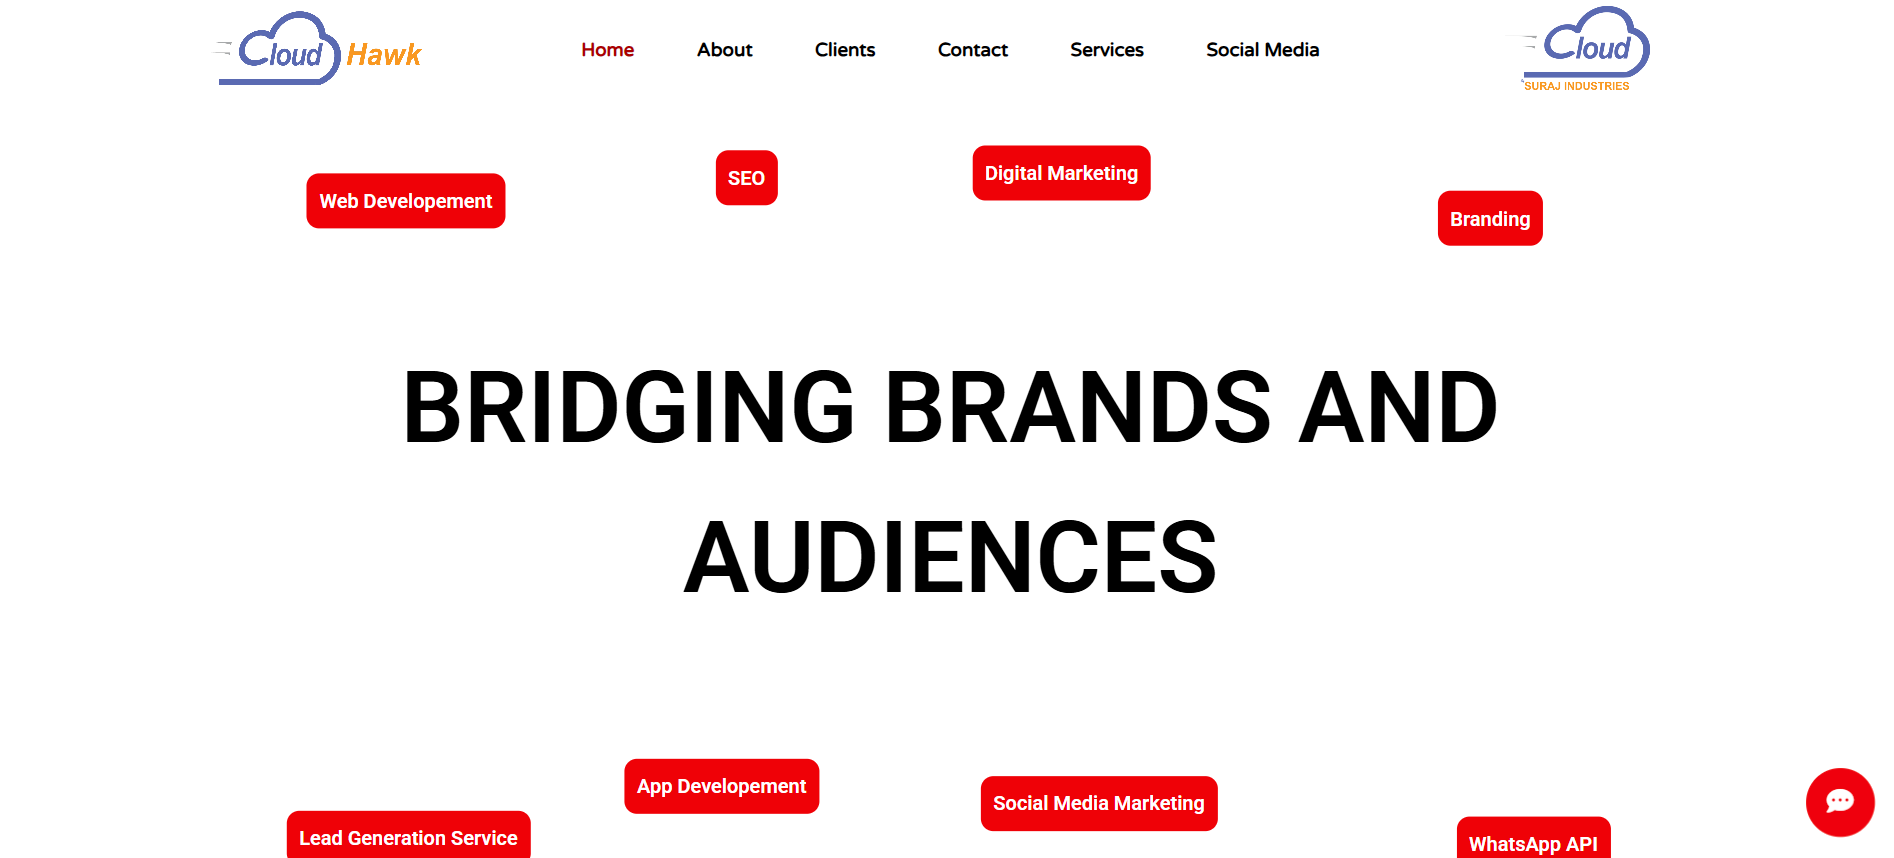 Cloud Hawk
Home About Clients Contact Services Social Media
Cloud
SURAJ INDUSTRIES
Web Developement
SEO
Digital Marketing
Branding
BRIDGING BRANDS AND
AUDIENCES
App Developement
Social Media Marketing
Lead Generation Service
WhatsApp API